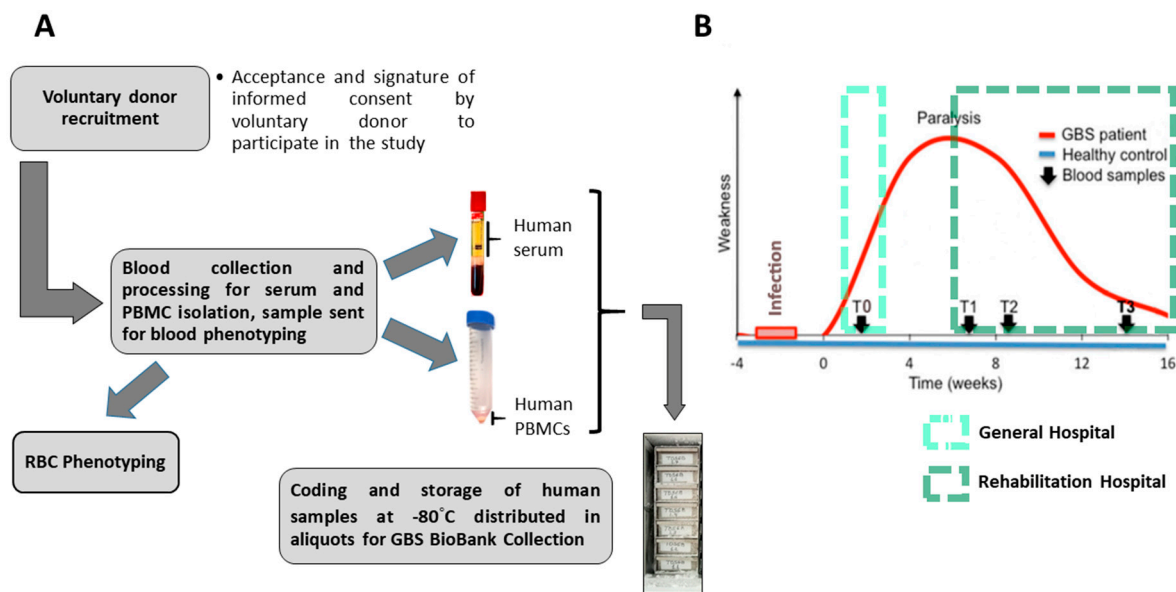 A
Voluntary donor
recruitment
• Acceptance and signature of
informed consent by
voluntary donor to
participate in the study
Blood collection and
processing for serum and
PBMC isolation, sample sent
for blood phenotyping
Human
serum
Human
PBMCs
RBC Phenotyping
Coding and storage of human
samples at -80°C distributed in
aliquots for GBS BioBank Collection
B
Weakness
Paralysis
GBS patient
Healthy control
Blood samples
Infection
T0
T1
T2
T3
-4
0
4
8
12
16
Time (weeks)
General Hospital
Rehabilitation Hospital